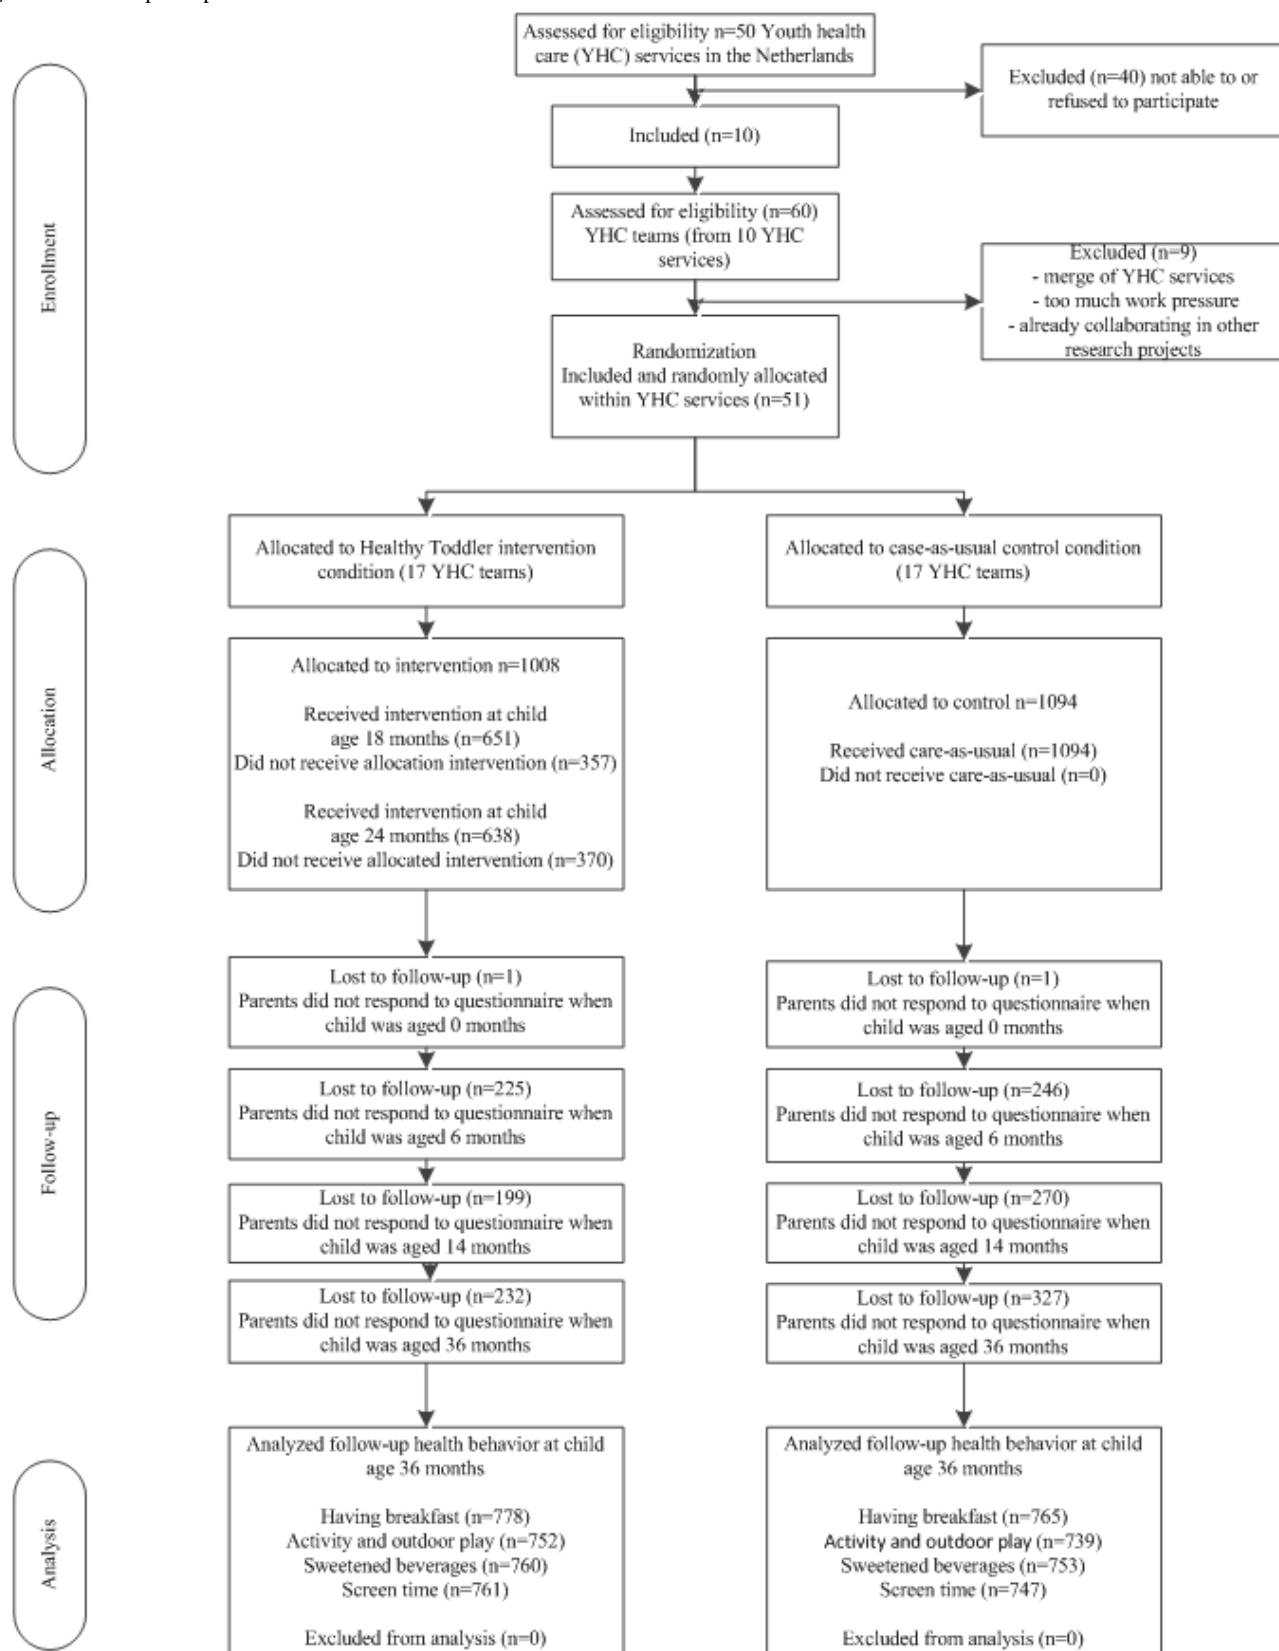 Assessed for eligibility n=50 Youth health
care (YHC) services in the Netherlands
Excluded (n=40) not able to or
refused to participate
Included (n=10)
Assessed for eligibility (n=60)
YHC teams (from 10 YHC
services)
Excluded (n=9)
- merge of YHC services
- too much work pressure
- already collaborating in other
research projects
Randomization
Included and randomly allocated
within YHC services (n=51)
Enrollment
Allocated to Healthy Toddler intervention
condition (17 YHC teams)
Allocated to case-as-usual control condition
(17 YHC teams)
Allocation
Allocated to intervention n=1008
Received intervention at child
age 18 months (n=651)
Did not receive allocation intervention (n=357)
Received intervention at child
age 24 months (n=638)
Did not receive allocated intervention (n=370)
Allocated to control n=1094
Received care-as-usual (n=1094)
Did not receive care-as-usual (n=0)
Follow-up
Lost to follow-up (n=1)
Parents did not respond to questionnaire when
child was aged 0 months
Lost to follow-up (n=1)
Parents did not respond to questionnaire when
child was aged 0 months
Lost to follow-up (n=225)
Parents did not respond to questionnaire when
child was aged 6 months
Lost to follow-up (n=246)
Parents did not respond to questionnaire when
child was aged 6 months
Lost to follow-up (n=199)
Parents did not respond to questionnaire when
child was aged 14 months
Lost to follow-up (n=270)
Parents did not respond to questionnaire when
child was aged 14 months
Lost to follow-up (n=232)
Parents did not respond to questionnaire when
child was aged 36 months
Lost to follow-up (n=327)
Parents did not respond to questionnaire when
child was aged 36 months
Analysis
Analyzed follow-up health behavior at child
age 36 months
Having breakfast (n=778)
Activity and outdoor play (n=752)
Sweetened beverages (n=760)
Screen time (n=761)
Excluded from analysis (n=0)
Analyzed follow-up health behavior at child
age 36 months
Having breakfast (n=765)
Activity and outdoor play (n=739)
Sweetened beverages (n=753)
Screen time (n=747)
Excluded from analysis (n=0)